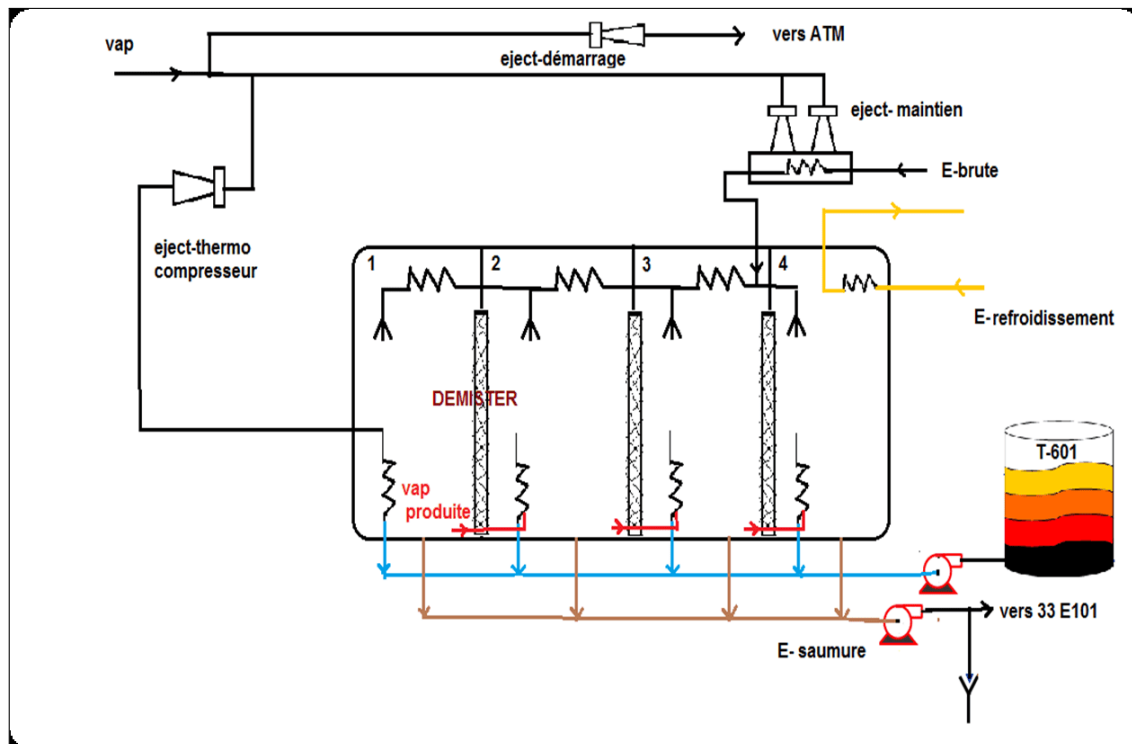 vap
vers ATM
eject-démarrage
eject- maintien
E-brute
eject-thermo
compresseur
1
2
3
4
E-refroidissement
DEMISTER
T-601
vap
produite
vers 33 E101
E- saumure